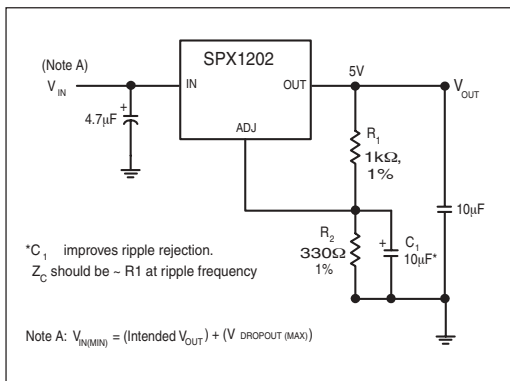 SPX1202
(Note A)
V IN
IN
OUT
5V
V OUT
4.7µF
+
ADJ
R1
1kΩ,
1%
10µF
R2
330Ω
1%
+
C1
10µF*
*C1 improves ripple rejection.
ZC should be ~ R1 at ripple frequency
Note A: VIN(MIN) = (Intended VOUT) + (V DROPOUT (MAX))